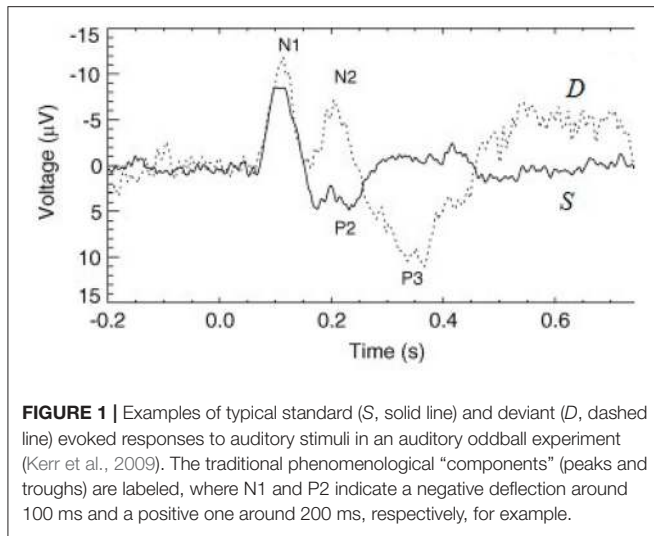 -15
-10
-5
0
5
10
15
Voltage (µV)
N1
N2
D
S
P2
P3
-0.2
0.0
0.2
0.4
0.6
Time (s)
FIGURE 1 | Examples of typical standard (S, solid line) and deviant (D, dashed
line) evoked responses to auditory stimuli in an auditory oddball experiment
(Kerr et al., 2009). The traditional phenomenological “components” (peaks and
troughs) are labeled, where N1 and P2 indicate a negative deflection around
100 ms and a positive one around 200 ms, respectively, for example.